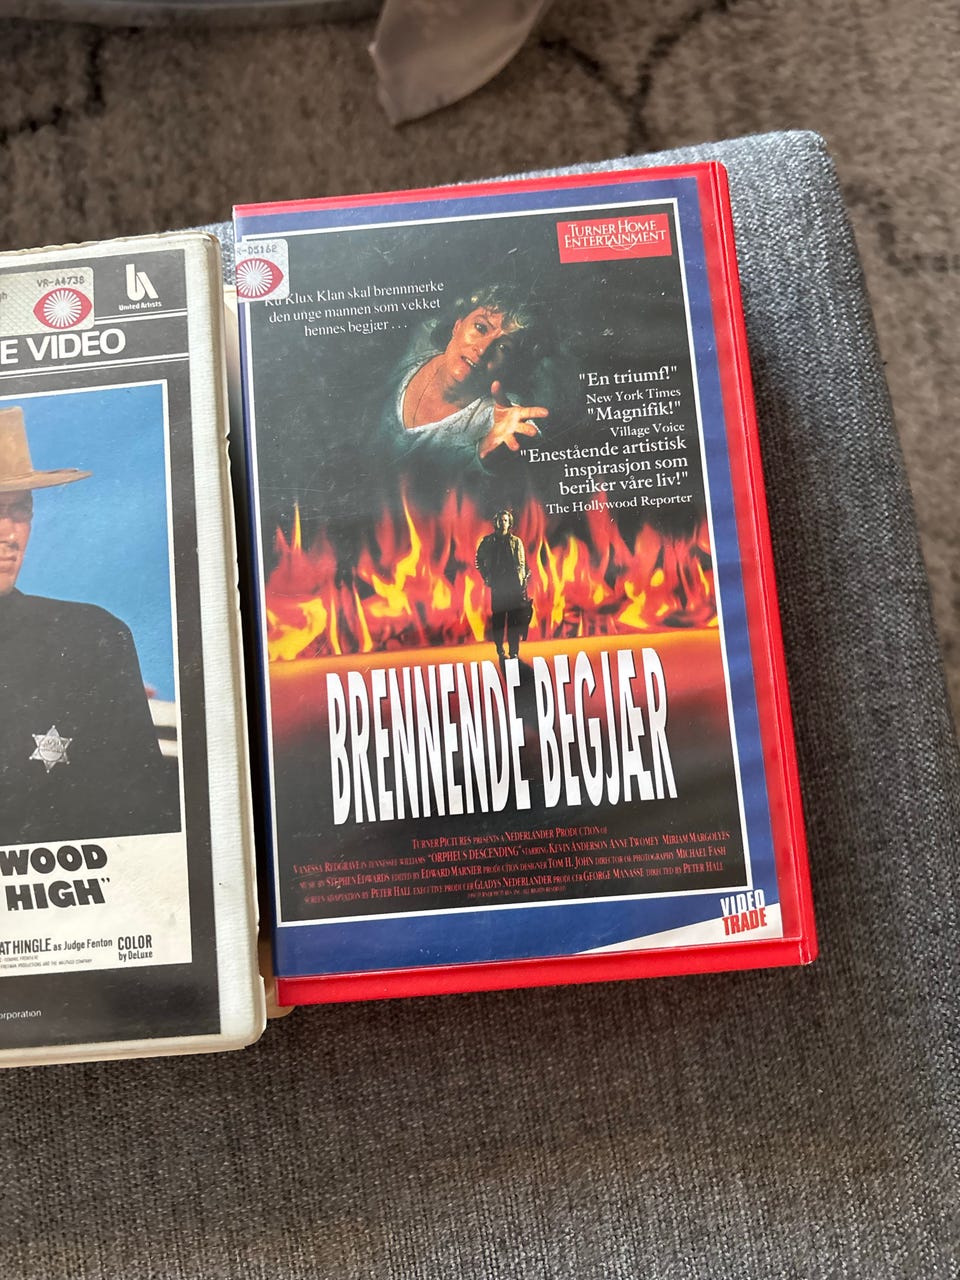 VR-A4738
United Artists
E VIDEO
WOOD
HIGH"
AT HINGLE as Judge Fenton COLOR
by DeLuxe
orporation
R-D5162
TURNER HOME
ENTERTAINMENT
Ku Klux Klan skal brennmerke
den unge mannen som vekket
hennes begjær . . .
"En triumf!"
New York Times
"Magnifik!"
Village Voice
"Enestående artistisk
inspirasjon som
beriker våre liv!"
The Hollywood Reporter
BRENNENDE BEGJÆR
TURNER PICTURES PRESENTS A NEDERLANDER PRODUCTION OF
VANESSA REDGRAVE IN TENNESSEE WILLIAMS' "ORPHEUS DESCENDING" STARRING KEVIN ANDERSON ANNE TWOMEY MIRIAM MARGOLYES
MUSIC BY STEPHEN EDWARDS EDITED BY EDWARD MARNIER PRODUCTION DESIGNER TOM H. JOHN DIRECTOR OF PHOTOGRAPHY MICHAEL FASH
SCREEN ADAPTATION BY PETER HALL EXECUTIVE PRODUCER GLADYS NEDERLANDER PRODUCER GEORGE MANASSE DIRECTED BY PETER HALL
VIDEO
TRADE